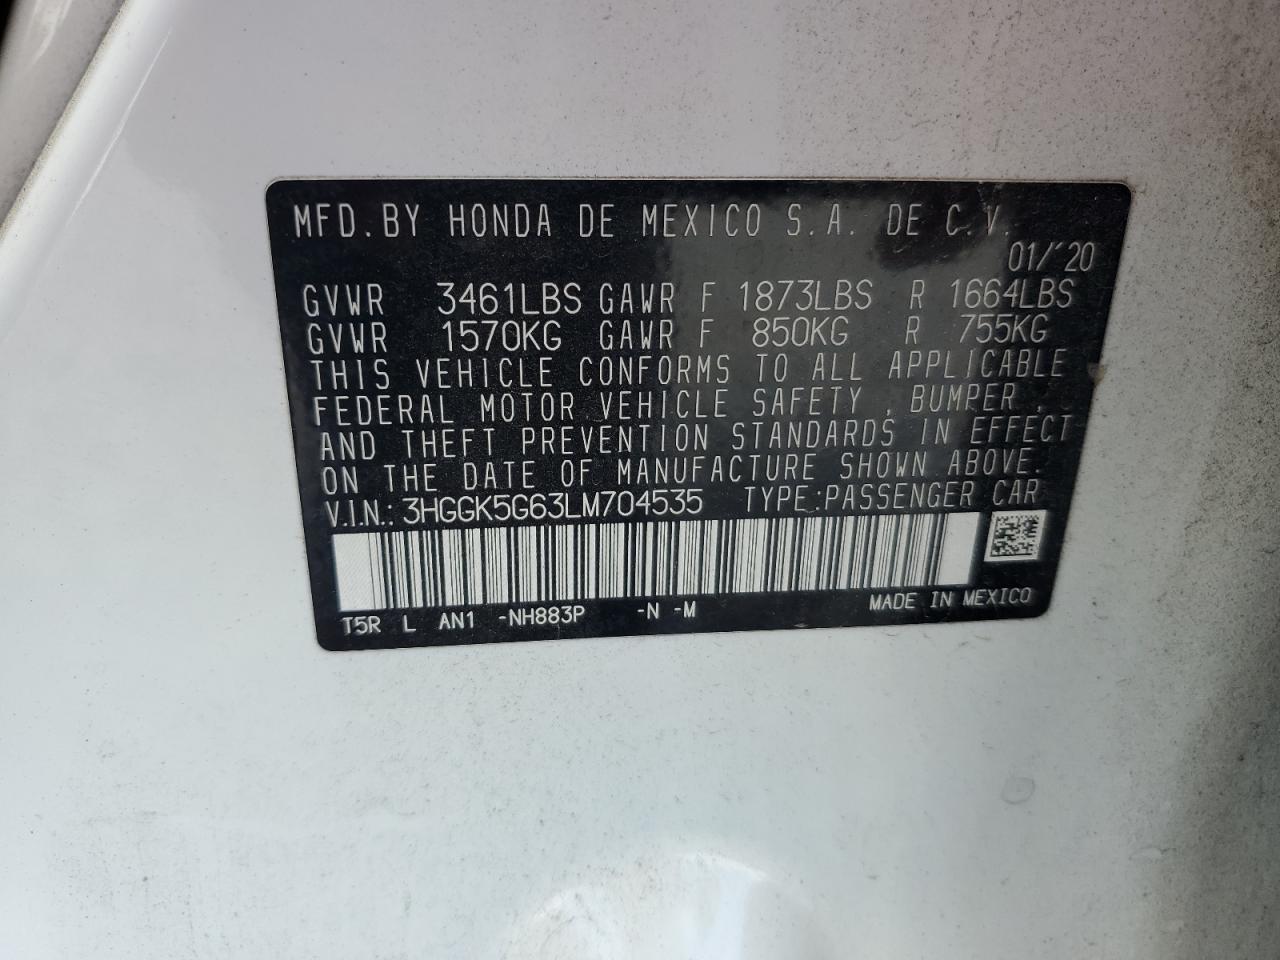 MFD.BY HONDA DE MEXICO S.A. DE C.V.
01/'20
GVWR 3461LBS GAWR F 1873LBS R 1664LBS
GVWR 1570KG GAWR F 850KG R 755KG
THIS VEHICLE CONFORMS TO ALL APPLICABLE
FEDERAL MOTOR VEHICLE SAFETY , BUMPER ,
AND THEFT PREVENTION STANDARDS IN EFFECT
ON THE DATE OF MANUFACTURE SHOWN ABOVE.
V.I.N.: 3HGGK5G63LM704535 TYPE:PASSENGER CAR
T5R L AN1 -NH883P -N -M MADE IN MEXICO